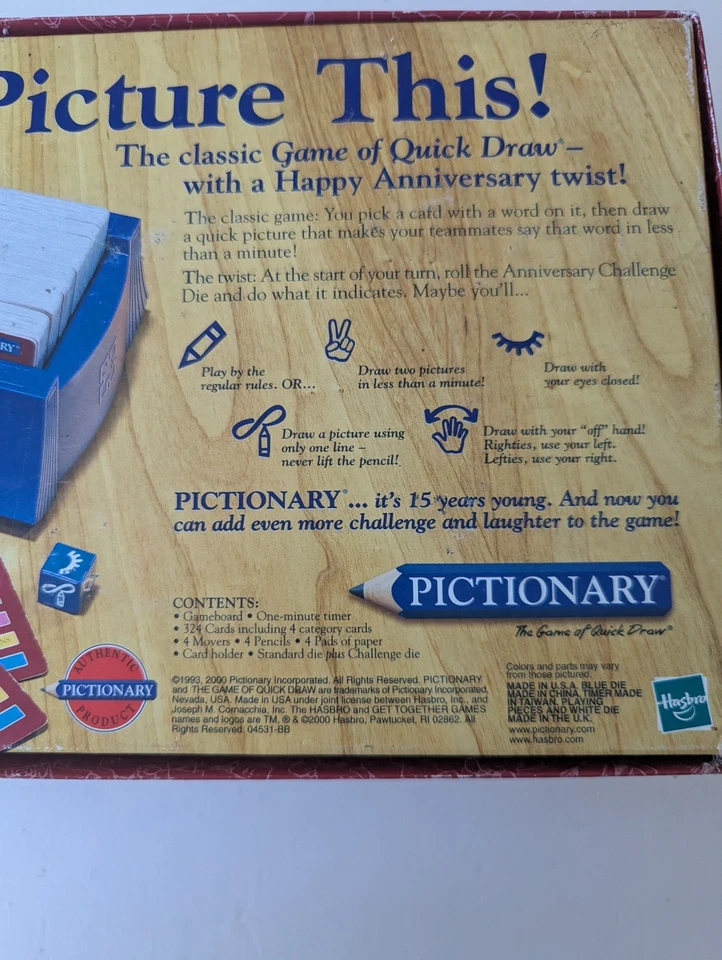 Picture This!
The classic Game of Quick Draw® –
with a Happy Anniversary twist!
The classic game: You pick a card with a word on it, then draw
a quick picture that makes your teammates say that word in less
than a minute!
The twist: At the start of your turn, roll the Anniversary Challenge
Die and do what it indicates. Maybe you'll...
Play by the
regular rules. OR...
Draw two pictures
in less than a minute!
Draw with
your eyes closed!
Draw a picture using
only one line –
never lift the pencil!
Draw with your "off" hand!
Righties, use your left.
Lefties, use your right.
PICTIONARY®... it's 15 years young. And now you
can add even more challenge and laughter to the game!
PICTIONARY®
The Game of Quick Draw®
CONTENTS:
• Gameboard • One-minute timer
• 324 Cards including 4 category cards
• 4 Movers • 4 Pencils • 4 Pads of paper
• Card holder • Standard die plus Challenge die
AUTHENTIC
PICTIONARY
PRODUCT
©1993, 2000 Pictionary Incorporated. All Rights Reserved. PICTIONARY
and THE GAME OF QUICK DRAW are trademarks of Pictionary Incorporated,
Nevada, USA. Made in USA under joint license between Hasbro, Inc., and
Joseph M. Cornacchia, Inc. The HASBRO and GET TOGETHER GAMES
names and logos are TM, ® & ©2000 Hasbro, Pawtucket, RI 02862. All
Rights Reserved. 04531-BB
Colors and parts may vary
from those pictured.
MADE IN U.S.A. BLUE DIE
MADE IN CHINA, TIMER MADE
IN TAIWAN. PLAYING
PIECES AND WHITE DIE
MADE IN THE U.K.
www.pictionary.com
www.hasbro.com
Hasbro